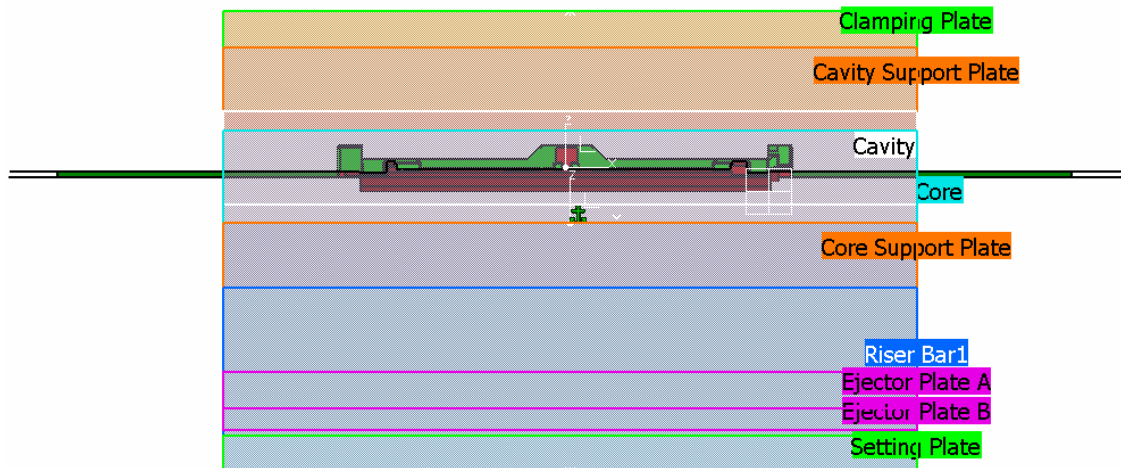 Clamping Plate
Cavity Support Plate
Cavity
Core
Core Support Plate
Riser Bar1
Ejector Plate A
Ejector Plate B
Setting Plate